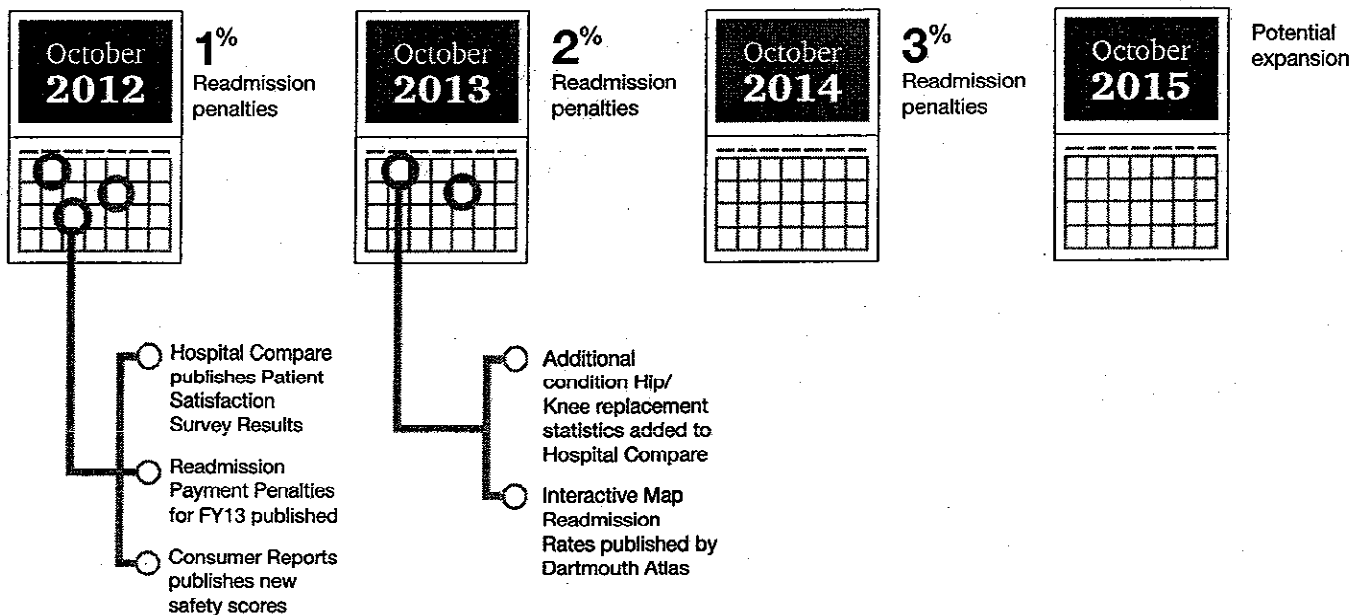 October
2012
1%
Readmission
penalties
October
2013
2%
Readmission
penalties
October
2014
3%
Readmission
penalties
October
2015
Potential
expansion
Hospital Compare
publishes Patient
Satisfaction
Survey Results
Readmission
Payment Penalties
for FY13 published
Consumer Reports
publishes new
safety scores
Additional
condition Hip/
Knee replacement
statistics added to
Hospital Compare
Interactive Map
Readmission
Rates published by
Dartmouth Atlas